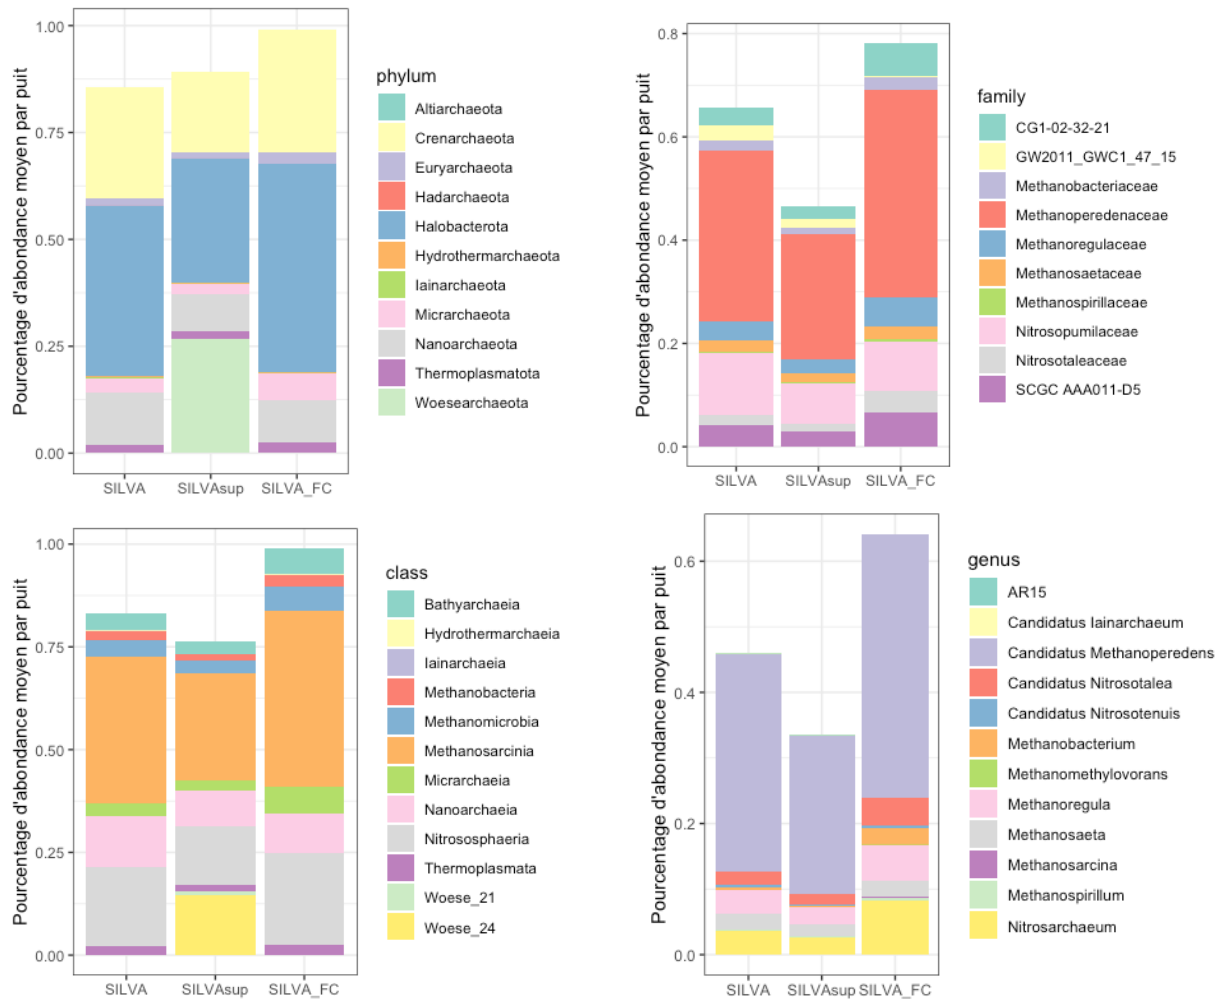 Pourcentage d'abondance moyen par puit
1.00
0.75
0.50
0.25
0.00
SILVA
SILVAsup
SILVA_FC
phylum
Altiarchaeota
Crenarchaeota
Euryarchaeota
Hadarchaeota
Halobacterota
Hydrothermarchaeota
Iainarchaeota
Micrarchaeota
Nanoarchaeota
Thermoplasmatota
Woesearchaeota
Pourcentage d'abondance moyen par puit
0.8
0.6
0.4
0.2
0.0
SILVA
SILVAsup
SILVA_FC
family
CG1-02-32-21
GW2011_GWC1_47_15
Methanobacteriaceae
Methanoperedenaceae
Methanoregulaceae
Methanosaetaceae
Methanospirillaceae
Nitrosopumilaceae
Nitrosotaleaceae
SCGC AAA011-D5
Pourcentage d'abondance moyen par puit
1.00
0.75
0.50
0.25
0.00
SILVA
SILVAsup
SILVA_FC
class
Bathyarchaeia
Hydrothermarchaeia
Iainarchaeia
Methanobacteria
Methanomicrobia
Methanosarcinia
Micrarchaeia
Nanoarchaeia
Nitrososphaeria
Thermoplasmata
Woese_21
Woese_24
Pourcentage d'abondance moyen par puit
0.6
0.4
0.2
0.0
SILVA
SILVAsup
SILVA_FC
genus
AR15
Candidatus Iainarchaeum
Candidatus Methanoperedens
Candidatus Nitrosotalea
Candidatus Nitrosotenuis
Methanobacterium
Methanomethylovorans
Methanoregula
Methanosaeta
Methanosarcina
Methanospirillum
Nitrosarchaeum